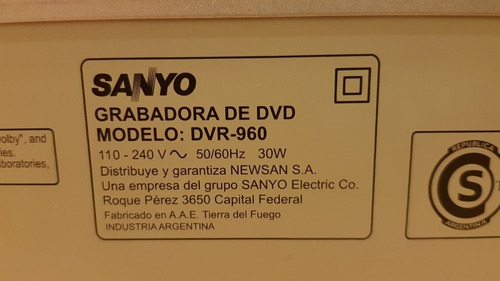 SANYO
GRABADORA DE DVD
MODELO: DVR-960
110 - 240 V ~ 50/60Hz 30W
Distribuye y garantiza NEWSAN S.A.
Una empresa del grupo SANYO Electric Co.
Roque Pérez 3650 Capital Federal
Fabricado en A.A.E. Tierra del Fuego
INDUSTRIA ARGENTINA
olby", and
ies.
aboratories,
REPUBLICA
S
ARGENTINA